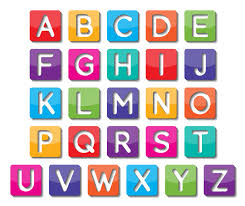 A B C D E
F G H I J
K L M N O
P Q R S T
U V W X Y Z